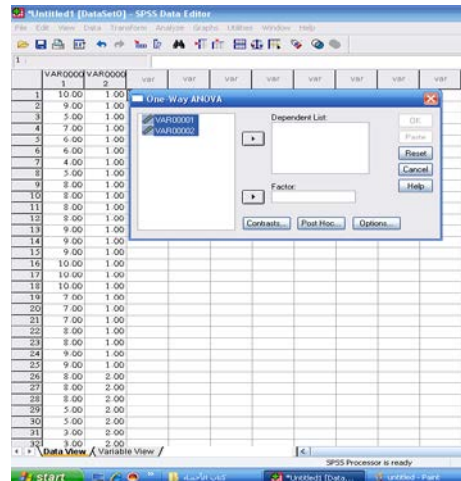 *Untitled1 [DataSet0] - SPSS Data Editor
File Edit View Data Transform Analyze Graphs Utilities Window Help
1 :
VAR00001 VAR00002 var var var var var var var
1 10.00 1.00
2 9.00 1.00
3 5.00 1.00
4 7.00 1.00
5 6.00 1.00
6 6.00 1.00
7 4.00 1.00
8 5.00 1.00
9 8.00 1.00
10 8.00 1.00
11 8.00 1.00
12 8.00 1.00
13 9.00 1.00
14 9.00 1.00
15 9.00 1.00
16 10.00 1.00
17 10.00 1.00
18 10.00 1.00
19 7.00 1.00
20 7.00 1.00
21 7.00 1.00
22 8.00 1.00
23 8.00 1.00
24 9.00 1.00
25 9.00 1.00
26 8.00 2.00
27 8.00 2.00
28 8.00 2.00
29 5.00 2.00
30 5.00 2.00
31 3.00 2.00
32 3.00 2.00
One-Way ANOVA
VAR00001
VAR00002
Dependent List:
Factor:
OK
Paste
Reset
Cancel
Help
Contrasts...
Post Hoc...
Options...
Data View
Variable View
SPSS Processor is ready
start
*Untitled1 [Data...
untitled - Paint